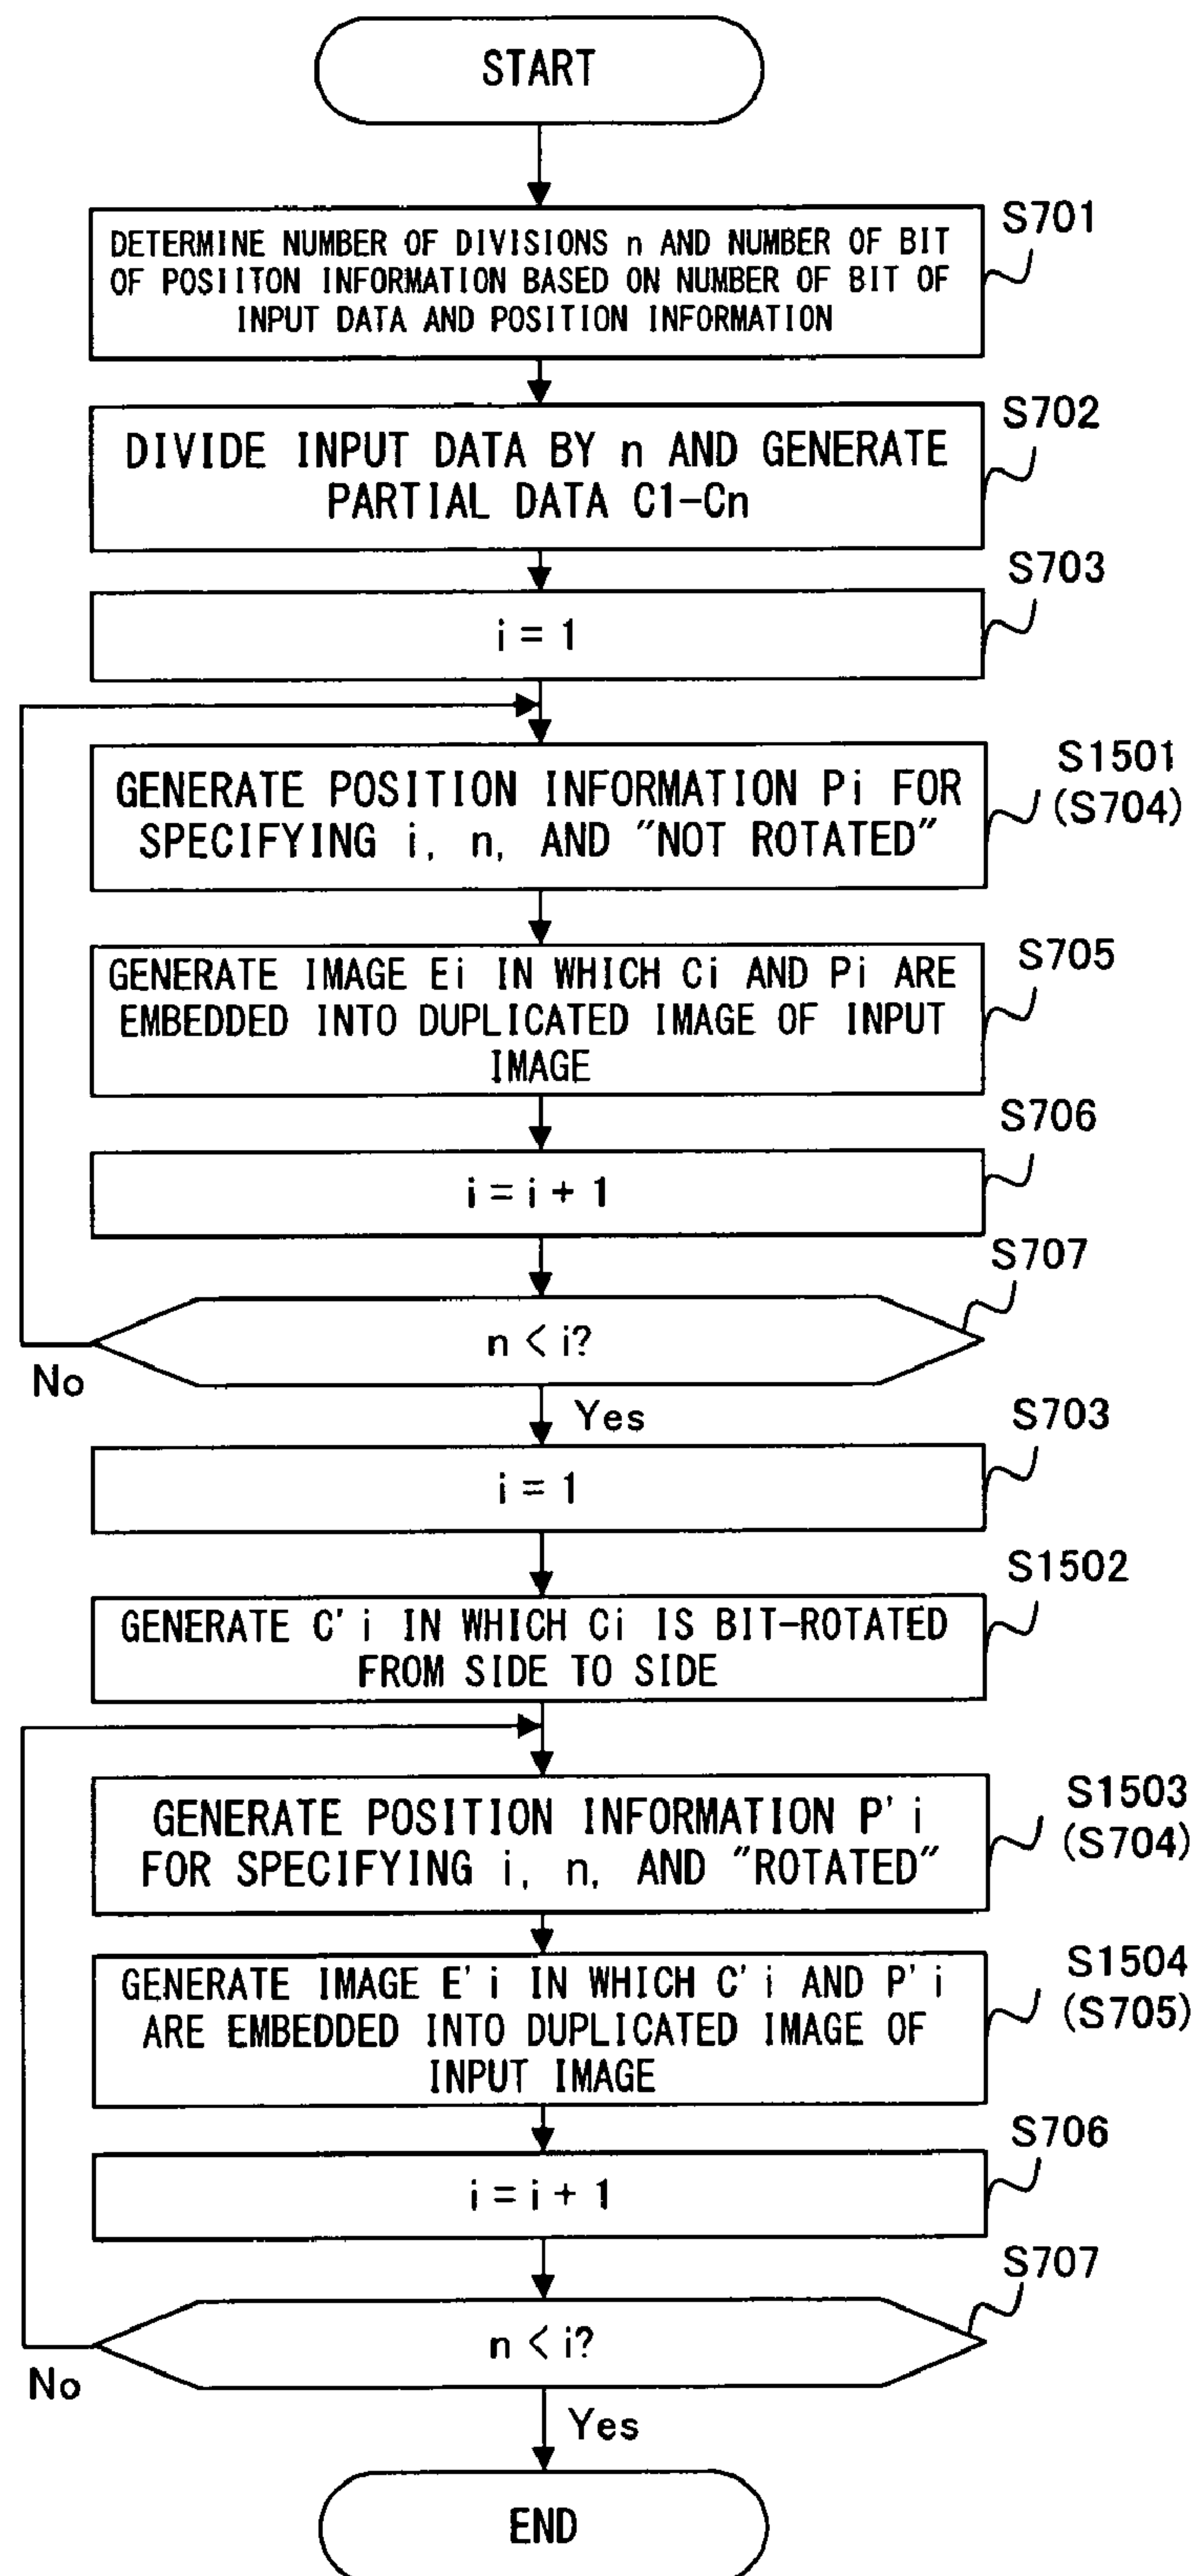 START
S701
DETERMINE NUMBER OF DIVISIONS n AND NUMBER OF BIT
OF POSIITON INFORMATION BASED ON NUMBER OF BIT OF
INPUT DATA AND POSITION INFORMATION
S702
DIVIDE INPUT DATA BY n AND GENERATE
PARTIAL DATA C1-Cn
S703
i = 1
S1501
(S704)
GENERATE POSITION INFORMATION Pi FOR
SPECIFYING i, n, AND "NOT ROTATED"
S705
GENERATE IMAGE Ei IN WHICH Ci AND Pi ARE
EMBEDDED INTO DUPLICATED IMAGE OF INPUT
IMAGE
S706
i = i + 1
S707
n < i?
No
Yes
S703
i = 1
S1502
GENERATE C'i IN WHICH Ci IS BIT-ROTATED
FROM SIDE TO SIDE
S1503
(S704)
GENERATE POSITION INFORMATION P'i
FOR SPECIFYING i, n, AND "ROTATED"
S1504
(S705)
GENERATE IMAGE E'i IN WHICH C'i AND P'i
ARE EMBEDDED INTO DUPLICATED IMAGE OF
INPUT IMAGE
S706
i = i + 1
S707
n < i?
No
Yes
END